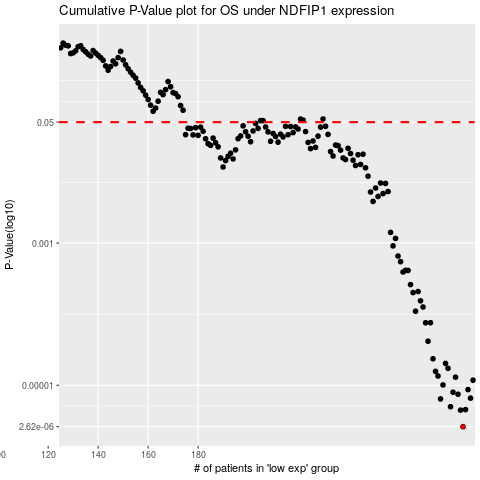 Cumulative P-Value plot for OS under NDFIP1 expression
P-Value(log10)
0.05
0.001
0.00001
2.62e-06
120 140 160 180
# of patients in 'low exp' group